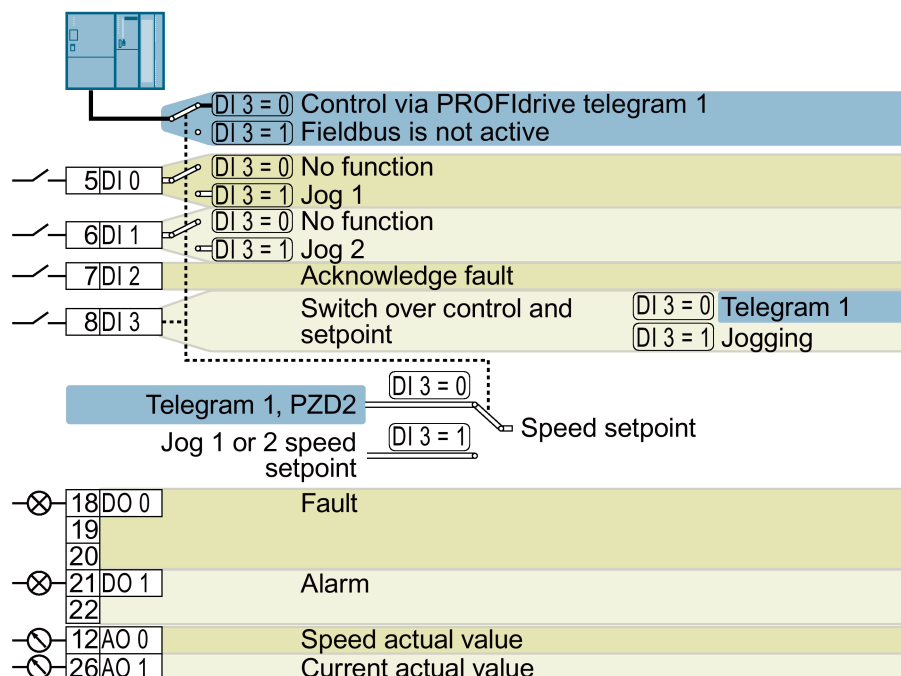 DI 3 = 0 Control via PROFIdrive telegram 1
DI 3 = 1 Fieldbus is not active
5 DI 0 DI 3 = 0 No function
DI 3 = 1 Jog 1
6 DI 1 DI 3 = 0 No function
DI 3 = 1 Jog 2
7 DI 2 Acknowledge fault
8 DI 3 Switch over control and
setpoint
DI 3 = 0 Telegram 1
DI 3 = 1 Jogging
Telegram 1, PZD2 DI 3 = 0
Speed setpoint
Jog 1 or 2 speed DI 3 = 1
setpoint
18 DO 0 Fault
19
20
21 DO 1 Alarm
22
12 AO 0 Speed actual value
26 AO 1 Current actual value